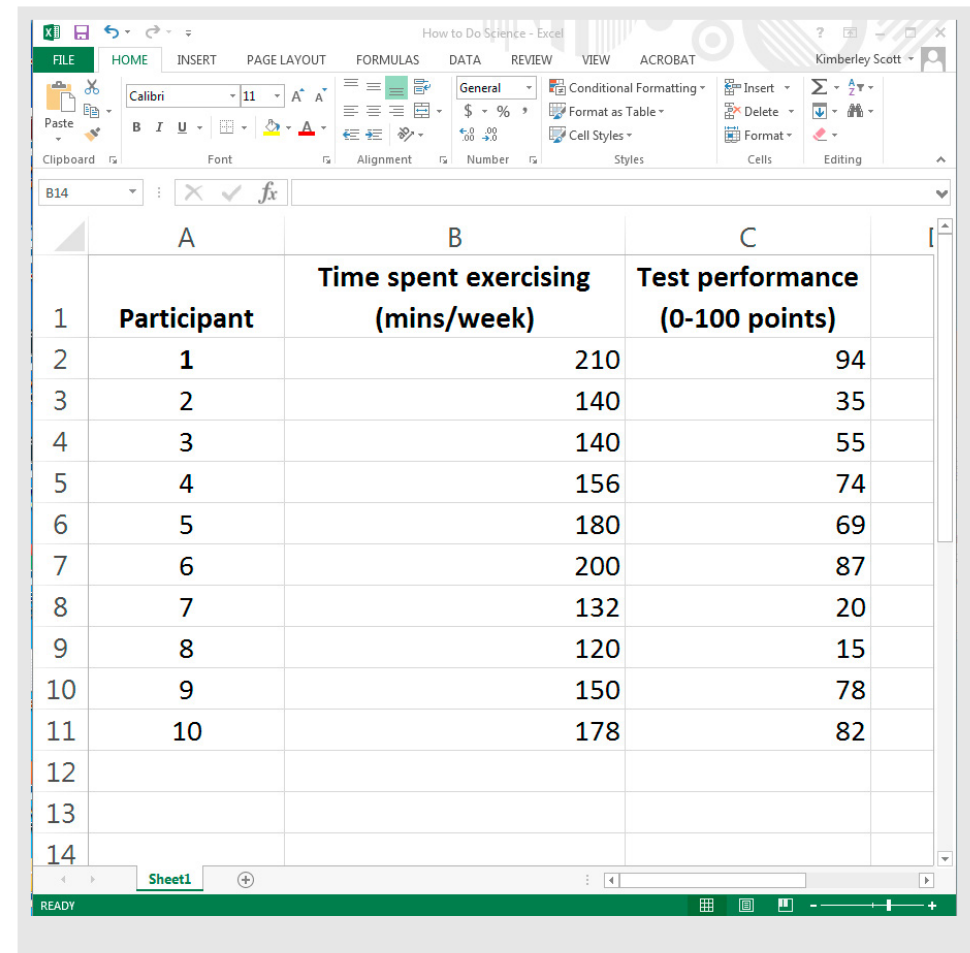 How to Do Science - Excel ?
FILE HOME INSERT PAGE LAYOUT FORMULAS DATA REVIEW VIEW ACROBAT Kimberley Scott
Calibri 11 A A General Conditional Formatting Insert Σ
Paste B I U A $ % , Format as Table Delete
.00 .00 Cell Styles Format
Clipboard Font Alignment Number Styles Cells Editing
B14 fx
A B C
Time spent exercising Test performance
1 Participant (mins/week) (0-100 points)
2 1 210 94
3 2 140 35
4 3 140 55
5 4 156 74
6 5 180 69
7 6 200 87
8 7 132 20
9 8 120 15
10 9 150 78
11 10 178 82
12
13
14
Sheet1
READY